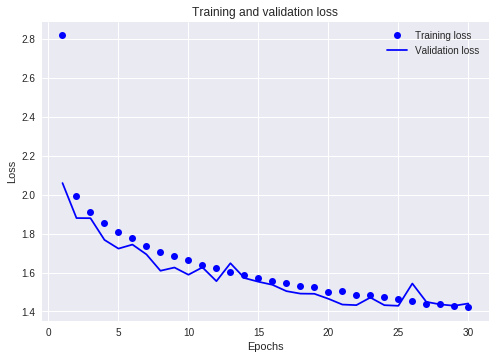 Training and validation loss
Training loss
Validation loss
2.8
2.6
2.4
2.2
2.0
1.8
1.6
1.4
Loss
0 5 10 15 20 25 30
Epochs